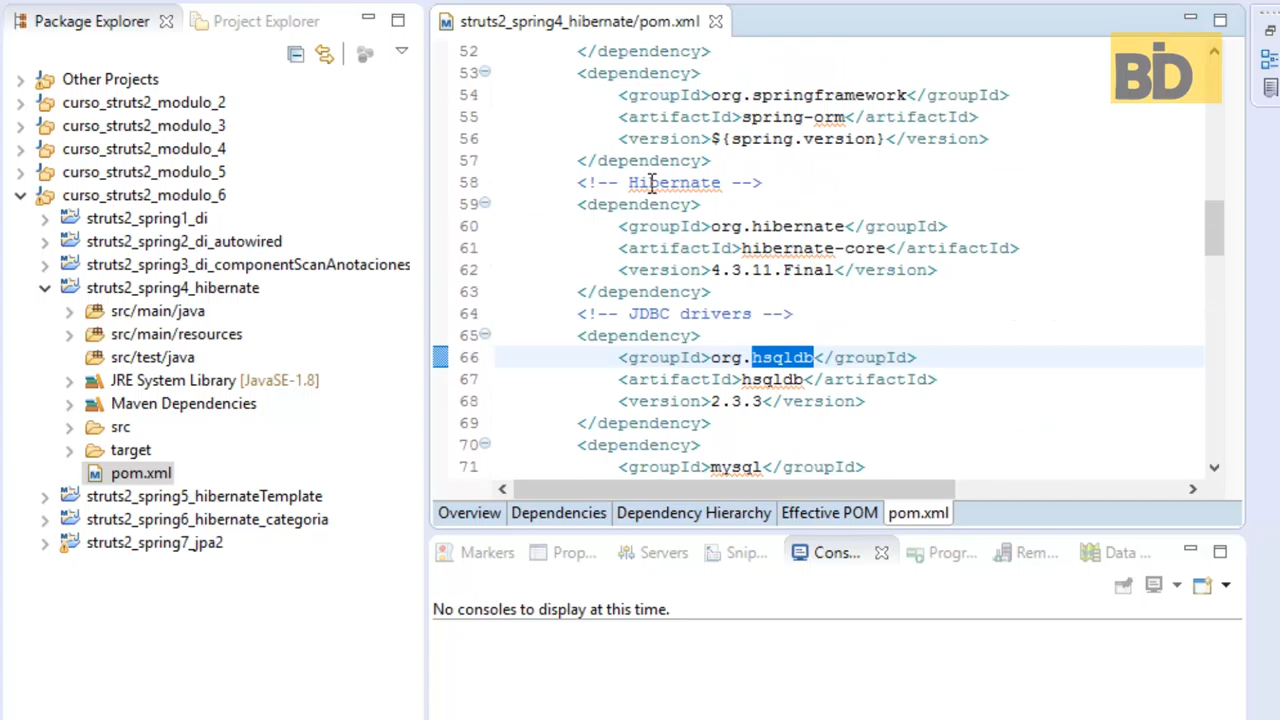 Package Explorer
Project Explorer
Other Projects
curso_struts2_modulo_2
curso_struts2_modulo_3
curso_struts2_modulo_4
curso_struts2_modulo_5
curso_struts2_modulo_6
struts2_spring1_di
struts2_spring2_di_autowired
struts2_spring3_di_componentScanAnotaciones
struts2_spring4_hibernate
src/main/java
src/main/resources
src/test/java
JRE System Library [JavaSE-1.8]
Maven Dependencies
src
target
pom.xml
struts2_spring5_hibernateTemplate
struts2_spring6_hibernate_categoria
struts2_spring7_jpa2
struts2_spring4_hibernate/pom.xml
BD
52 </dependency>
53 <dependency>
54 <groupId>org.springframework</groupId>
55 <artifactId>spring-orm</artifactId>
56 <version>${spring.version}</version>
57 </dependency>
58 <!-- Hibernate -->
59 <dependency>
60 <groupId>org.hibernate</groupId>
61 <artifactId>hibernate-core</artifactId>
62 <version>4.3.11.Final</version>
63 </dependency>
64 <!-- JDBC drivers -->
65 <dependency>
66 <groupId>org.hsqldb</groupId>
67 <artifactId>hsqldb</artifactId>
68 <version>2.3.3</version>
69 </dependency>
70 <dependency>
71 <groupId>mysql</groupId>
Overview Dependencies Dependency Hierarchy Effective POM pom.xml
Markers Prop... Servers Snip... Cons... Progr... Rem... Data ...
No consoles to display at this time.